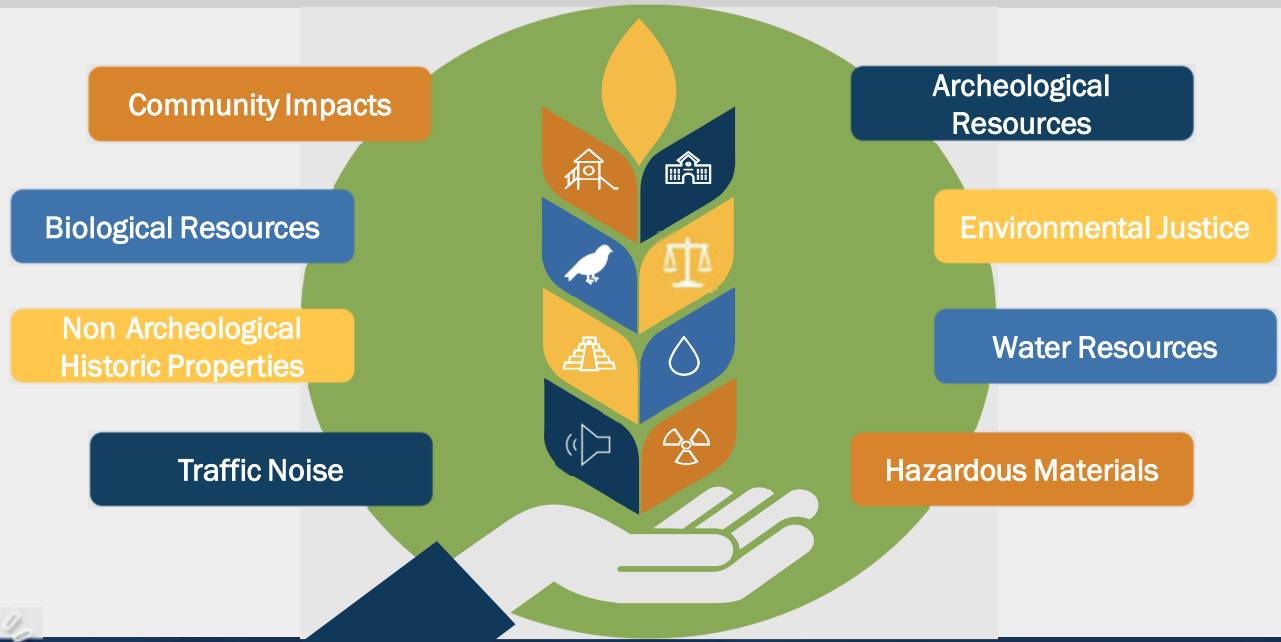 Community Impacts
Archeological
Resources
Biological Resources
Environmental Justice
Non Archeological
Historic Properties
Water Resources
Traffic Noise
Hazardous Materials